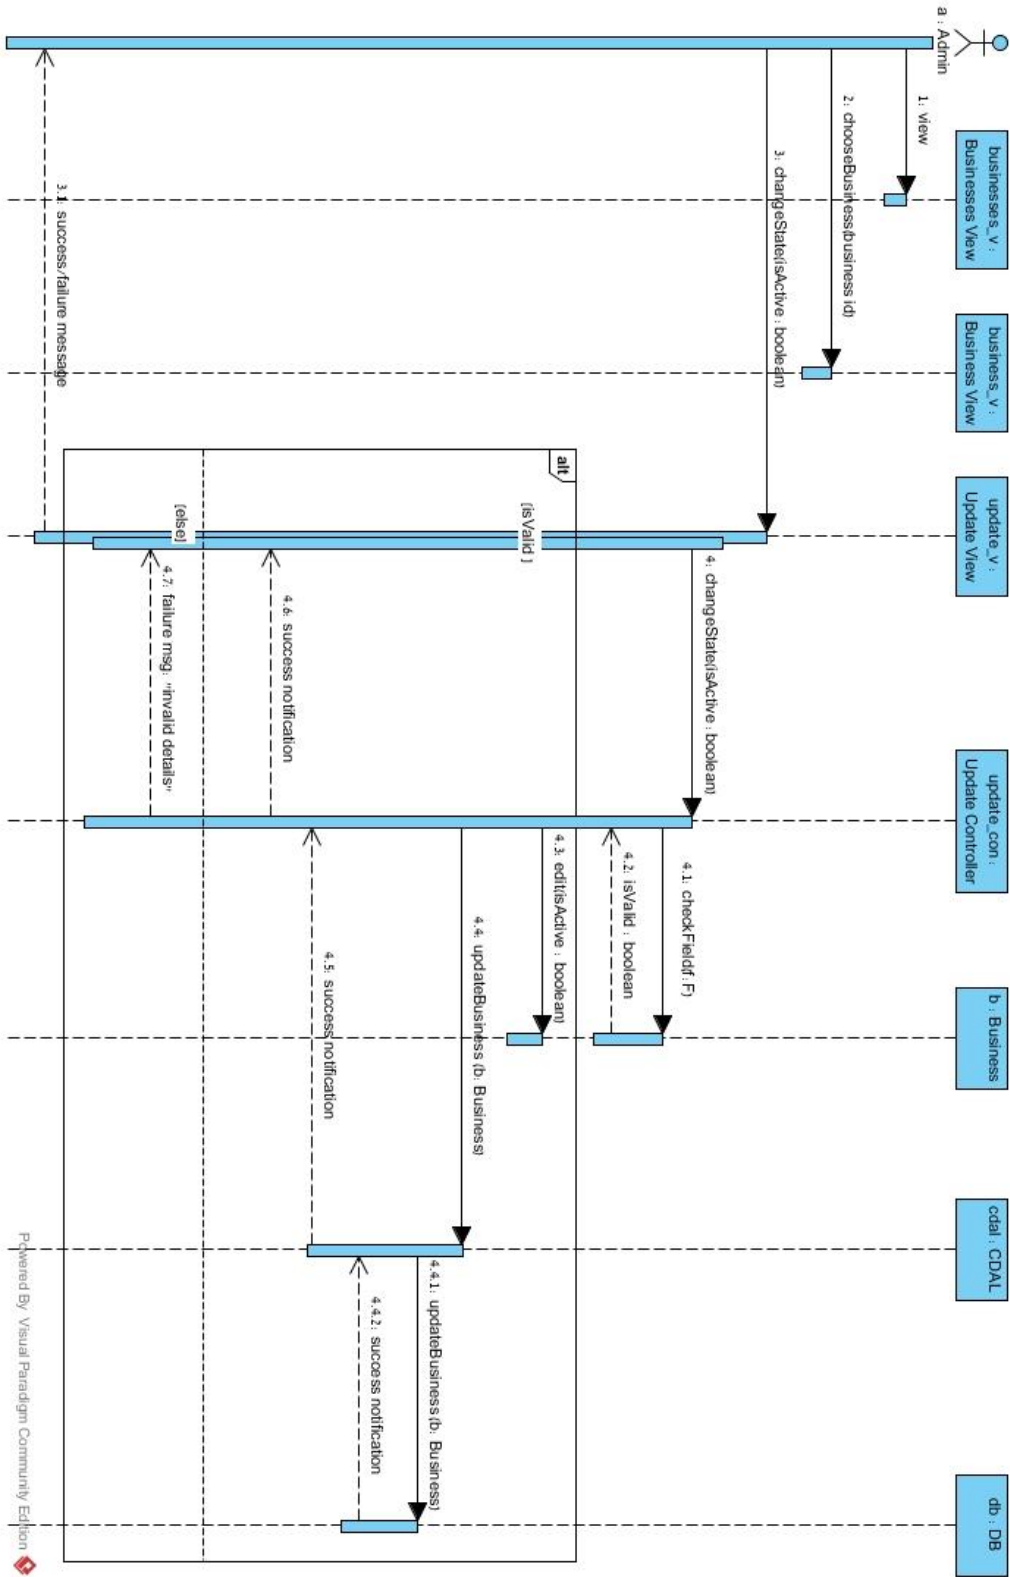 a : Admin
businesses_v :
Businesses View
business_v :
Business View
update_v :
Update View
update_con :
Update Controller
b : Business
cdal : CDAL
db : DB
1: view
2: chooseBusiness(business id)
3: changeState(isActive : boolean)
4: changeState(isActive : boolean)
4.1: checkField(f:F)
4.2: isValid : boolean
alt
[isValid ]
4.3: edit(isActive : boolean)
4.4: updateBusiness (b: Business)
4.4.1: updateBusiness(b: Business)
4.4.2: success notification
4.5: success notification
4.6: success notification
[else]
4.7: failure msg: "invalid details"
3.1: success/failure message
Powered By Visual Paradigm Community Edition